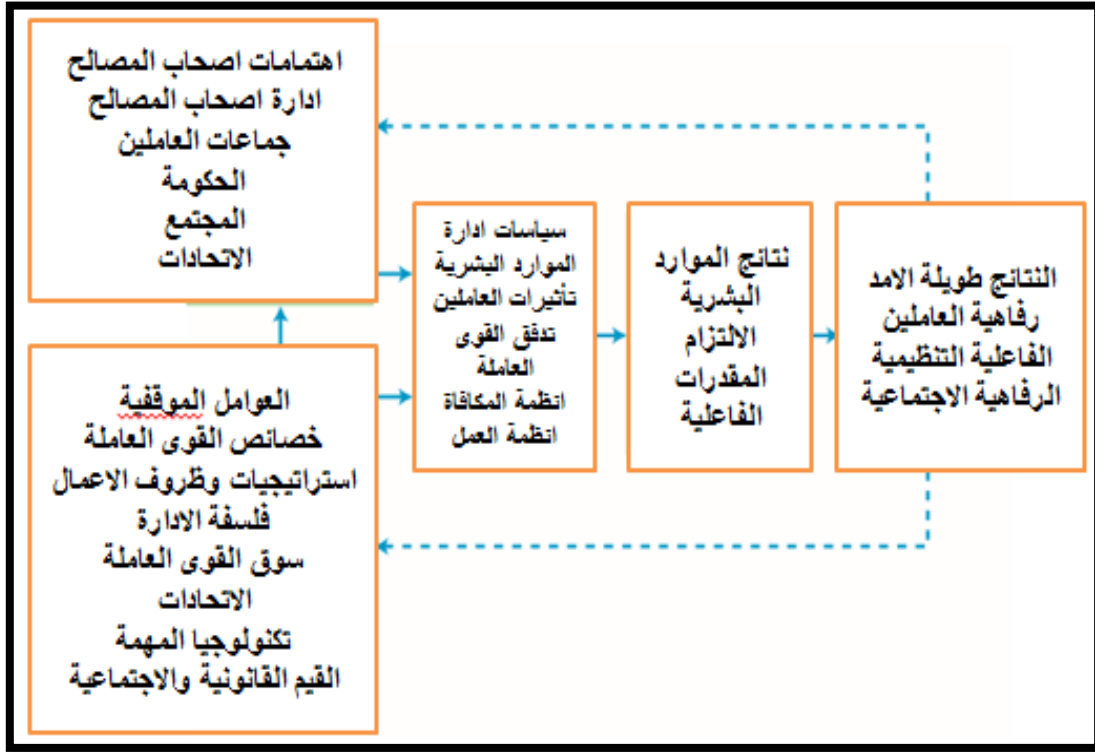 اهتمامات اصحاب المصالح
ادارة اصحاب المصالح
جماعات العاملين
الحكومة
المجتمع
الاتحادات
العوامل الموقفية
خصائص القوى العاملة
استراتيجيات وظروف الاعمال
فلسفة الادارة
سوق القوى العاملة
الاتحادات
تكنولوجيا المهمة
القيم القانونية والاجتماعية
سياسات ادارة
الموارد البشرية
تأثيرات العاملين
تدفق القوى
العاملة
انظمة المكافاة
انظمة العمل
نتائج الموارد
البشرية
الالتزام
المقدرات
الفاعلية
النتائج طويلة الامد
رفاهية العاملين
الفاعلية التنظيمية
الرفاهية الاجتماعية